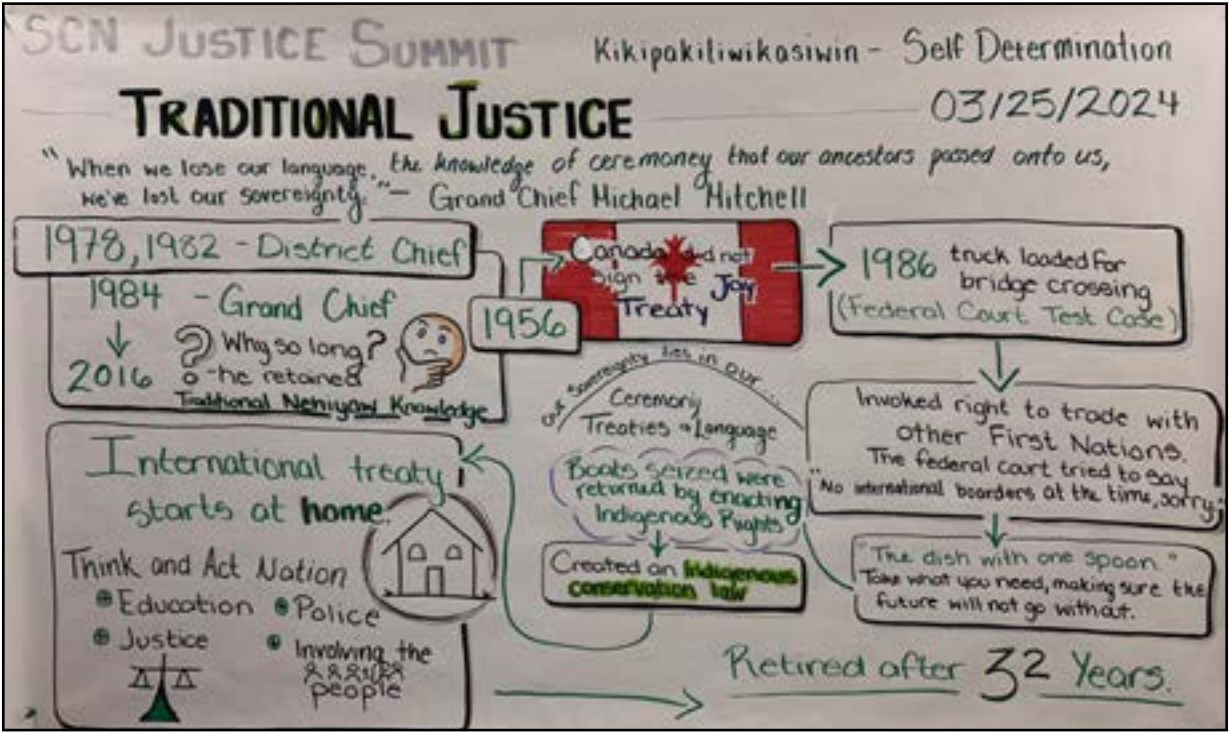 SCN JUSTICE SUMMIT
Kikipakitiwikasiwin - Self Determination
03/25/2024
TRADITIONAL JUSTICE
"When we lose our language, the knowledge of ceremoney that our ancestors passed onto us,
we've lost our sovereignty." - Grand Chief Michael Mitchell
1978, 1982 - District Chief
1984 - Grand Chief
2016
? Why so long?
- he retained
Traditional Nehiyaw Knowledge
1956
Canada did not
sign the Jay
Treaty
1986 truck loaded for
bridge crossing
(Federal Court Test Case)
Invoked right to trade with
other First Nations.
The federal court tried to say
"No international boarders at the time, sorry."
"The dish with one spoon."
Take what you need, making sure the
future will not go without.
Our Sovereignty lies in our...
Ceremony
Treaties Language
Boats seized were
returned by enacting
Indigenous Rights
Created an Indigenous
conservation law
International treaty
starts at home.
Think and Act Nation
Education
Police
Justice
Involving the
people
Retired after 32 Years.